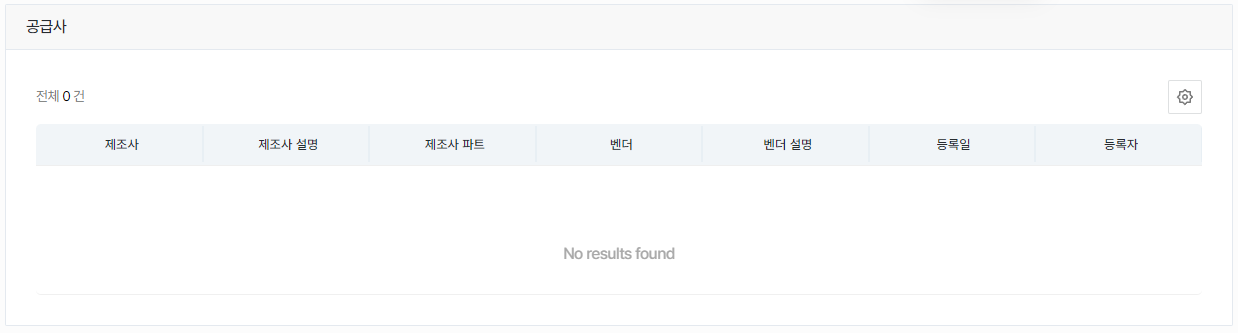 공급사
전체 0 건
제조사 제조사 설명 제조사 파트 벤더 벤더 설명 등록일 등록자
No results found